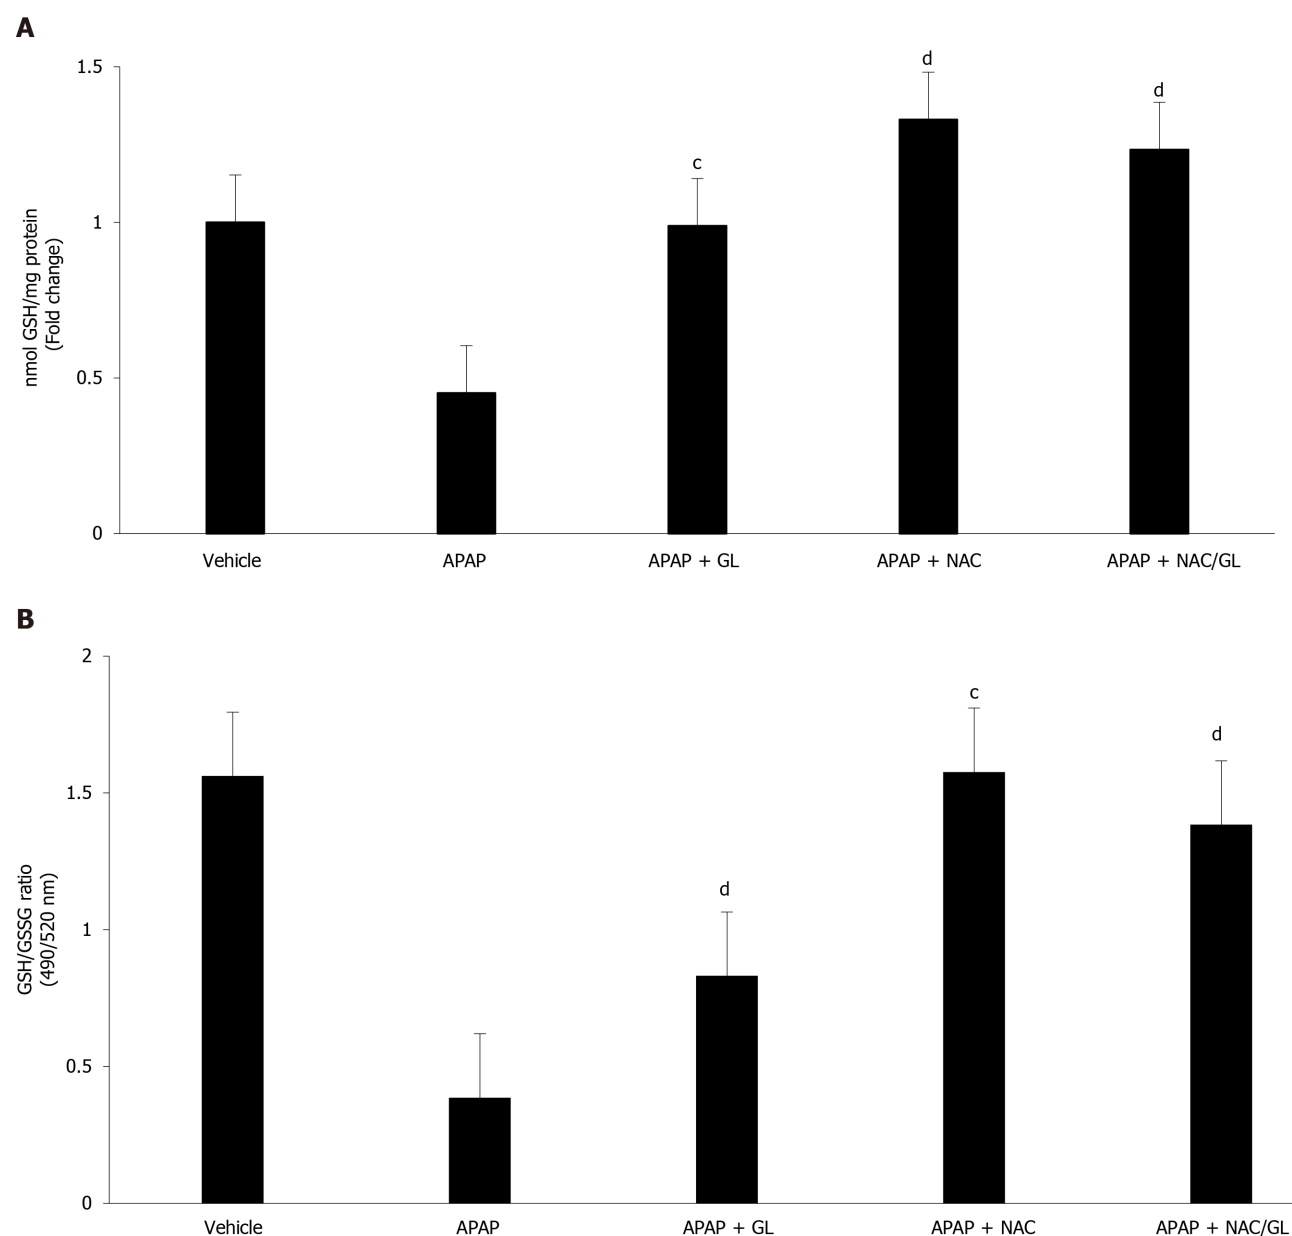 A
1.5
1
0.5
0
nmol GSH/mg protein
(Fold change)
c
d
d
Vehicle
APAP
APAP + GL
APAP + NAC
APAP + NAC/GL
B
2
1.5
1
0.5
0
GSH/GSSG ratio
(490/520 nm)
d
c
d
Vehicle
APAP
APAP + GL
APAP + NAC
APAP + NAC/GL